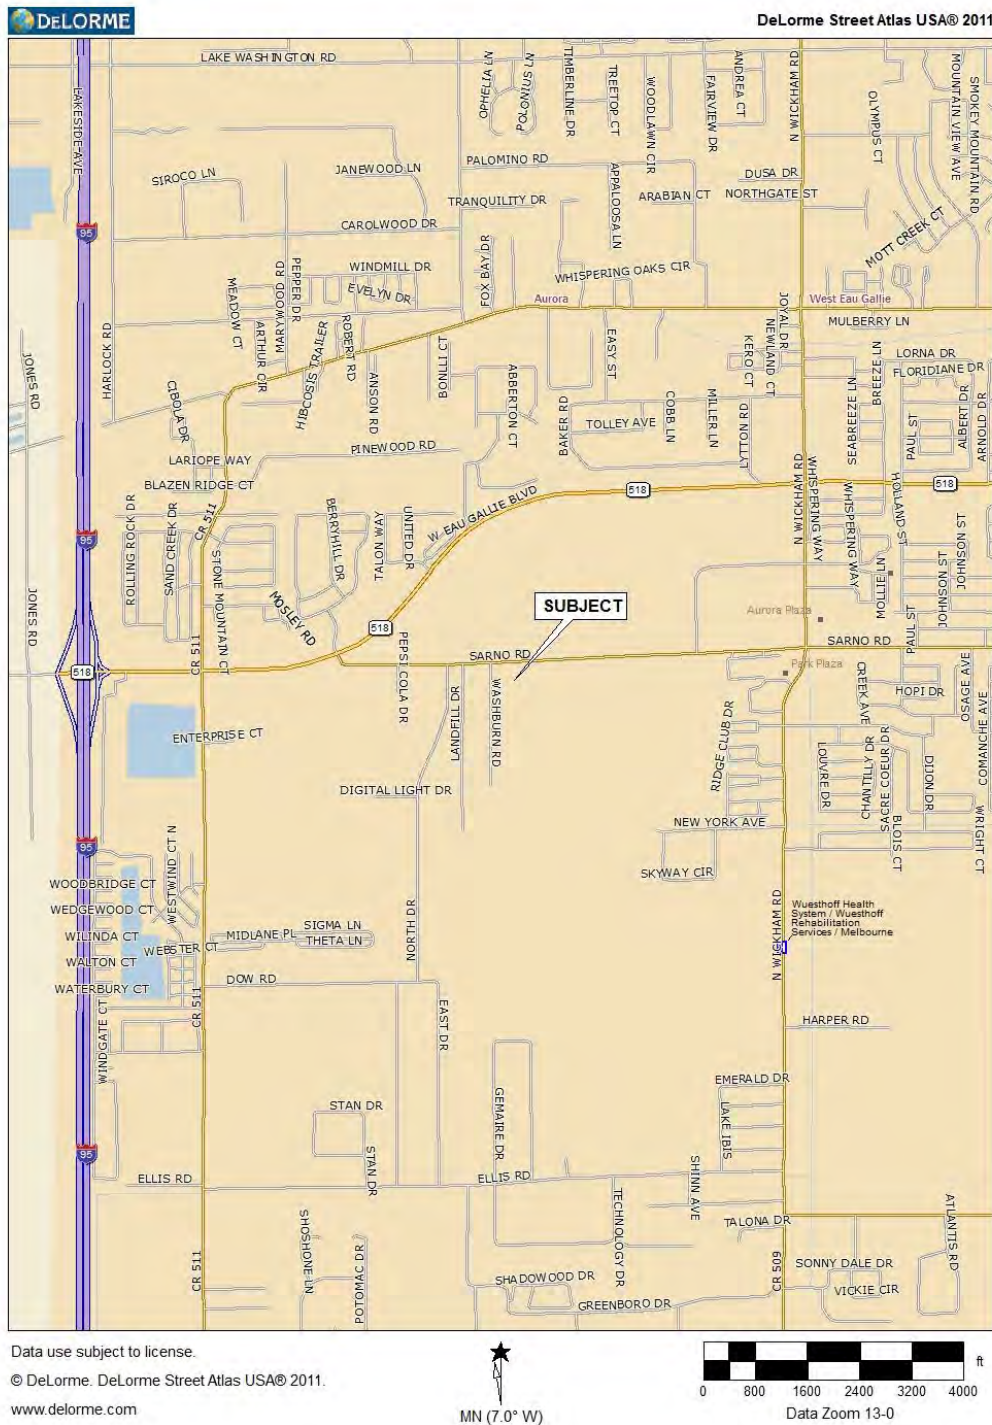 DELORME
DeLorme Street Atlas USA® 2011
LAKE WASHINGTON RD
LAKESIDE AVE
OPHELIA LN
POLXONIUS LN
TIMBERLINE DR
TREETOP CT
WOODLAWN CIR
FAIRVIEW DR
ANDREA CT
N WICKHAM RD
OLYMPUS CT
MOUNTAIN VIEW AVE
SMOKEY MOUNTAIN RD
SIROCO LN
JANEWOOD LN
PALOMINO RD
APPALOOSA LN
DUSA DR
TRANQUILITY DR
ARABIAN CT
NORTHGATE ST
95
CAROLWOOD DR
MOTT CREEK CT
FOX BAY DR
WHISPERING OAKS CIR
MEADOW CT
MARYWOOD RD
PEPPER DR
WINDMILL DR
EVELYN DR
Aurora
West Eau Gallie
JOYAL DR
MULBERRY LN
HARLOCK RD
ARTHUR CIR
HIBCOSIS TRAILER
ROBERT RD
BONLI CT
EASY ST
KERO CT
NEWLAND CT
BREEZE LN
LORNA DR
FLORIDIANE DR
JONES RD
CIBOLA DR
ANSON RD
ABBERTON CT
BAKER RD
TOLLEY AVE
COBB LN
MILLER LN
LYTTON RD
SEABREEZE LN
PAUL ST
ALBERT DR
ARNOLD DR
PINEWOOD RD
LARIOPE WAY
BLAZEN RIDGE CT
W EAU GALLIE BLVD
518
518
N WICKHAM RD
WHISPERING WAY
WHISPERING WAY
HOLLAND ST
ROLLING ROCK DR
SAND CREEK DR
CR 511
BERRYHILL DR
TALON WAY
UNITED DR
95
STONE MOUNTAIN CT
MOLLIE LN
JOHNSON ST
JOHNSON ST
JONES RD
MOSLEY RD
SUBJECT
Aurora Plaza
PAUL ST
518
CR 511
518
SARNO RD
SARNO RD
PEPSI COLA DR
LANDFILL DR
WASHBURN RD
Park Plaza
CREEK AVE
HOPI DR
OSAGE AVE
COMANCHE AVE
ENTERPRISE CT
RIDGE CLUB DR
LOUVRE DR
CHANTILLY DR
SACRE COEUR DR
DIJON DR
DIGITAL LIGHT DR
NEW YORK AVE
BLOIS CT
WRIGHT CT
95
WESTWIND CT N
SKYWAY CIR
WOODBRIDGE CT
WEDGEWOOD CT
WILINDA CT
WEBSTER CT
WALTON CT
WATERBURY CT
MIDLANE PL
SIGMA LN
THETA LN
NORTH DR
N WICKHAM RD
Wuesthoff Health
System / Wuesthoff
Rehabilitation
Services / Melbourne
DOW RD
CR 511
WINDGATE CT
EAST DR
HARPER RD
EMERALD DR
STAN DR
GEMAIRE DR
LAKE IBIS
95
STAN DR
ELLIS RD
ELLIS RD
SHINN AVE
TECHNOLOGY DR
TALONA DR
ATLANTIS RD
SHOSHONE LN
POTOMAC DR
CR 511
SHADOWOOD DR
GREENBORO DR
CR 509
SONNY DALE DR
VICKIE CIR
Data use subject to license.
© DeLorme. DeLorme Street Atlas USA® 2011.
www.delorme.com
MN (7.0° W)
ft
0 800 1600 2400 3200 4000
Data Zoom 13-0